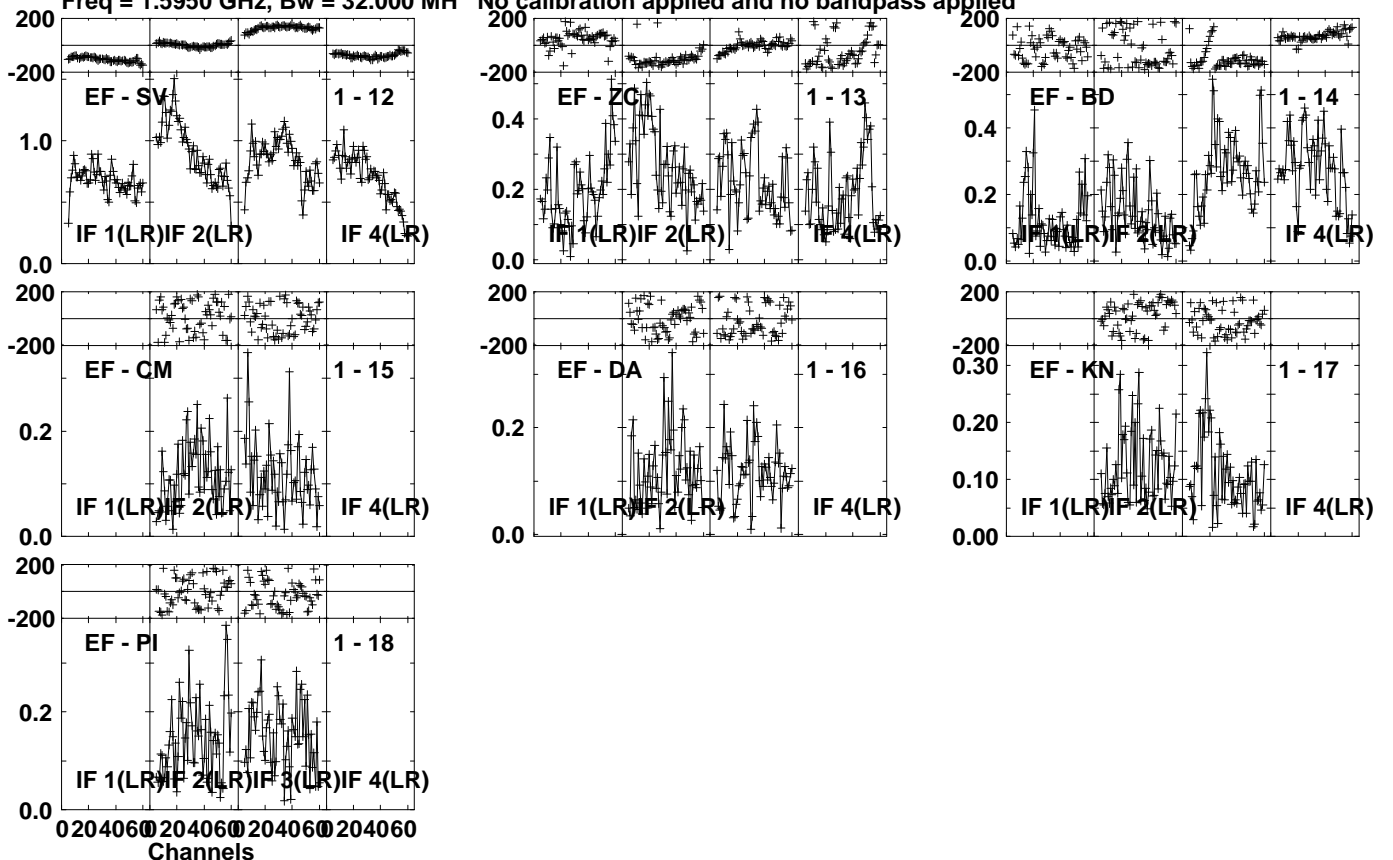 Freq = 1.5950 GHz, Bw = 32.000 MH No calibration applied and no bandpass applied
200
-200
EF - SV 1 - 12
1.0
IF 1(LR) IF 2(LR) IF 4(LR)
0.0
200
-200
EF - ZC 1 - 13
0.4
0.2
IF 1(LR) IF 2(LR) IF 4(LR)
0.0
200
-200
EF - BD 1 - 14
0.4
0.2
IF 1(LR) IF 2(LR) IF 4(LR)
0.0
200
-200
EF - CM 1 - 15
0.2
IF 1(LR) IF 2(LR) IF 4(LR)
0.0
200
-200
EF - DA 1 - 16
0.2
IF 1(LR) IF 2(LR) IF 4(LR)
0.0
200
-200
0.30
EF - KN 1 - 17
0.20
0.10
IF 1(LR) IF 2(LR) IF 4(LR)
0.00
200
-200
EF - PI 1 - 18
0.2
IF 1(LR) IF 2(LR) IF 3(LR) IF 4(LR)
0.0
0 20 40 60 0 20 40 60 0 20 40 60 0 20 40 60
Channels